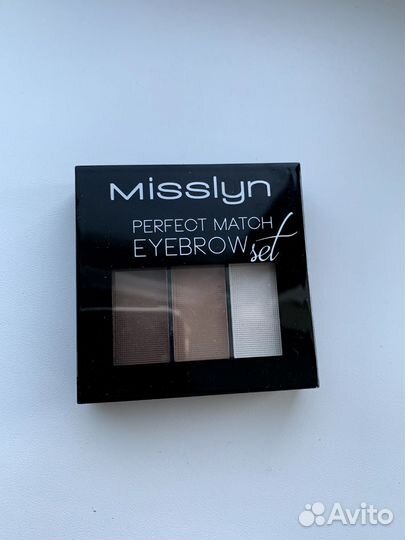 Misslyn
PERFECT MATCH
EYEBROW set
Avito